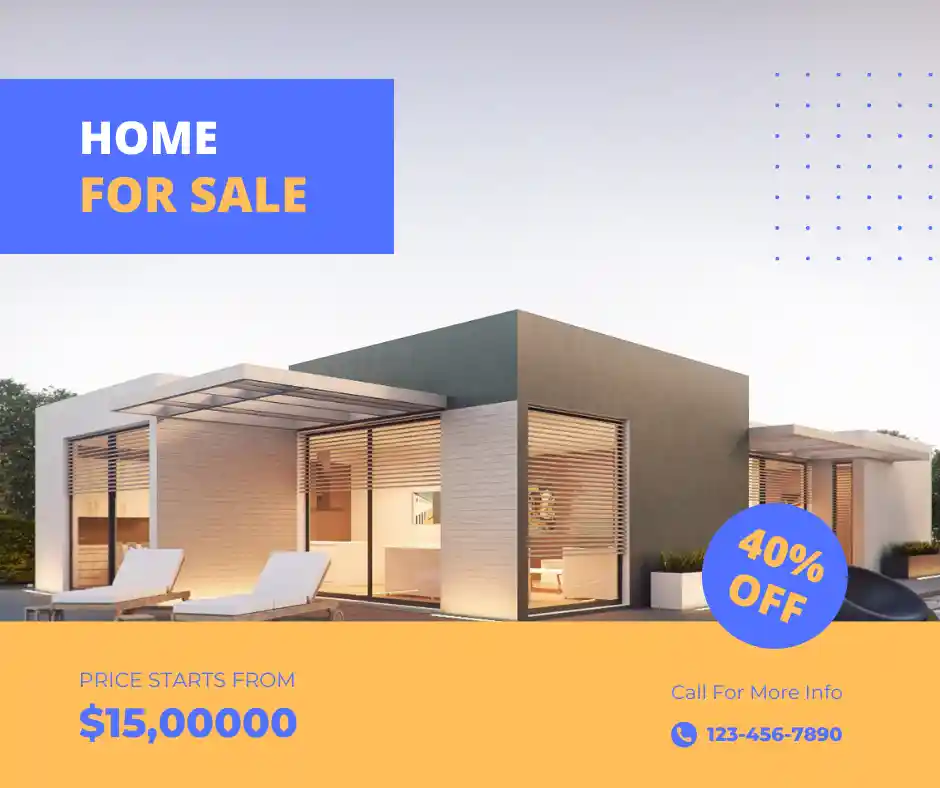 HOME
FOR SALE
40%
OFF
PRICE STARTS FROM
$15,00000
Call For More Info
123-456-7890